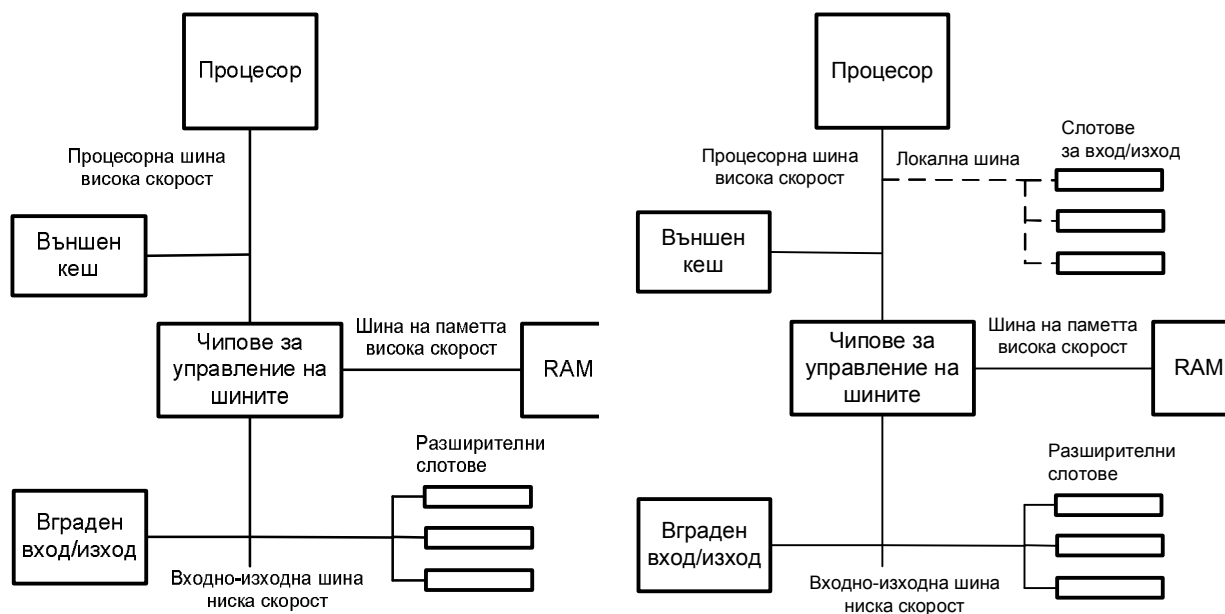 Процесор
Процесорна шина
висока скорост
Външен
кеш
Чипове за
управление на
шините
Шина на паметта
висока скорост
RAM
Разширителни
слотове
Вграден
вход/изход
Входно-изходна шина
ниска скорост
Процесор
Слотове
за вход/изход
Процесорна шина
висока скорост
Локална шина
Външен
кеш
Чипове за
управление на
шините
Шина на паметта
висока скорост
RAM
Разширителни
слотове
Вграден
вход/изход
Входно-изходна шина
ниска скорост